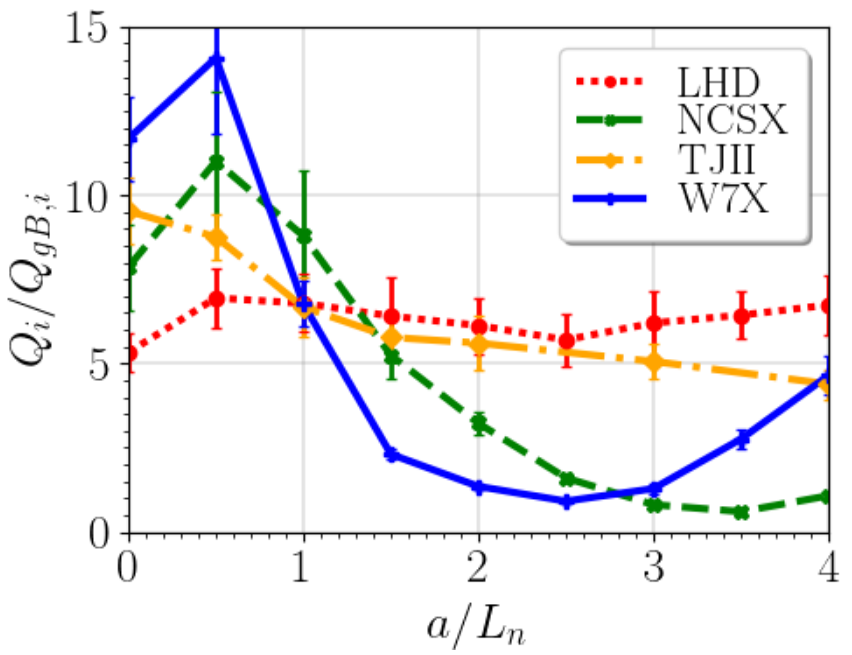 15
10
5
0
Q_i/Q_{gB,i}
LHD
NCSX
TJII
W7X
0 1 2 3 4
a/L_n